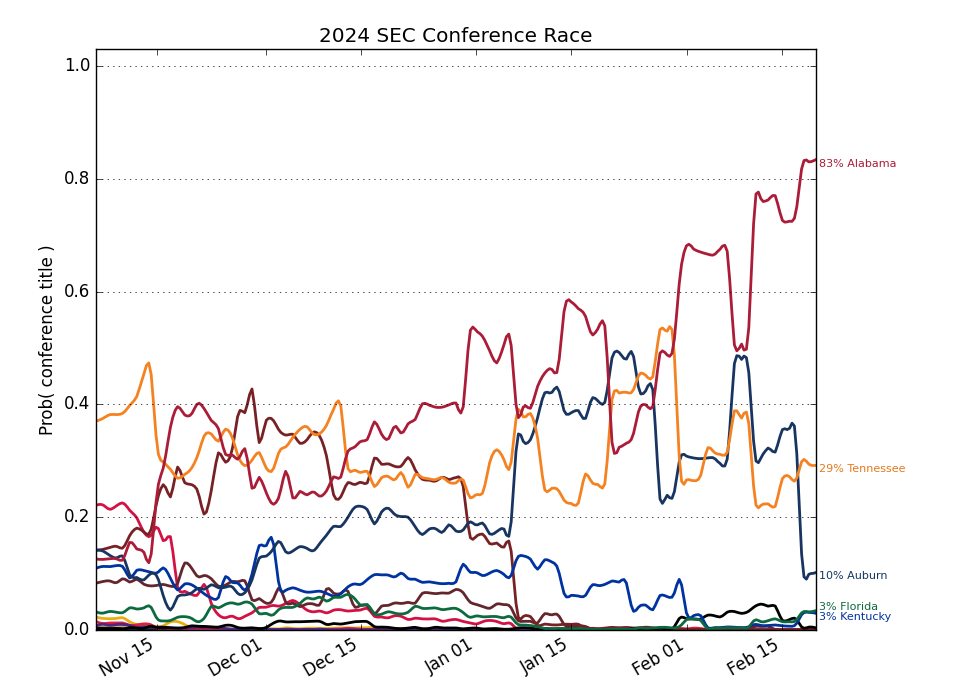 2024 SEC Conference Race
Prob( conference title )
1.0
0.8
0.6
0.4
0.2
0.0
83% Alabama
29% Tennessee
10% Auburn
3% Florida
3% Kentucky
Nov 15
Dec 01
Dec 15
Jan 01
Jan 15
Feb 01
Feb 15